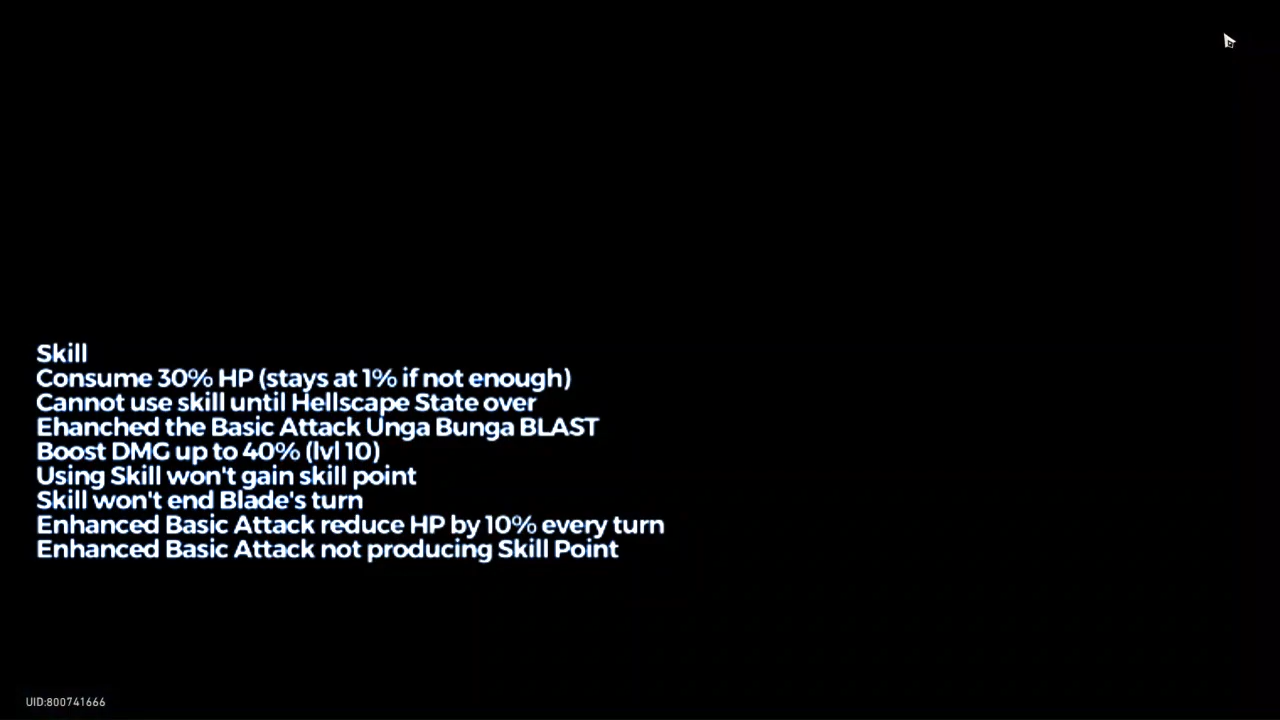 Skill
Consume 30% HP (stays at 1% if not enough)
Cannot use skill until Hellscape State over
Ehanched the Basic Attack Unga Bunga BLAST
Boost DMG up to 40% (lvl 10)
Using Skill won't gain skill point
Skill won't end Blade's turn
Enhanced Basic Attack reduce HP by 10% every turn
Enhanced Basic Attack not producing Skill Point
UID:800741666